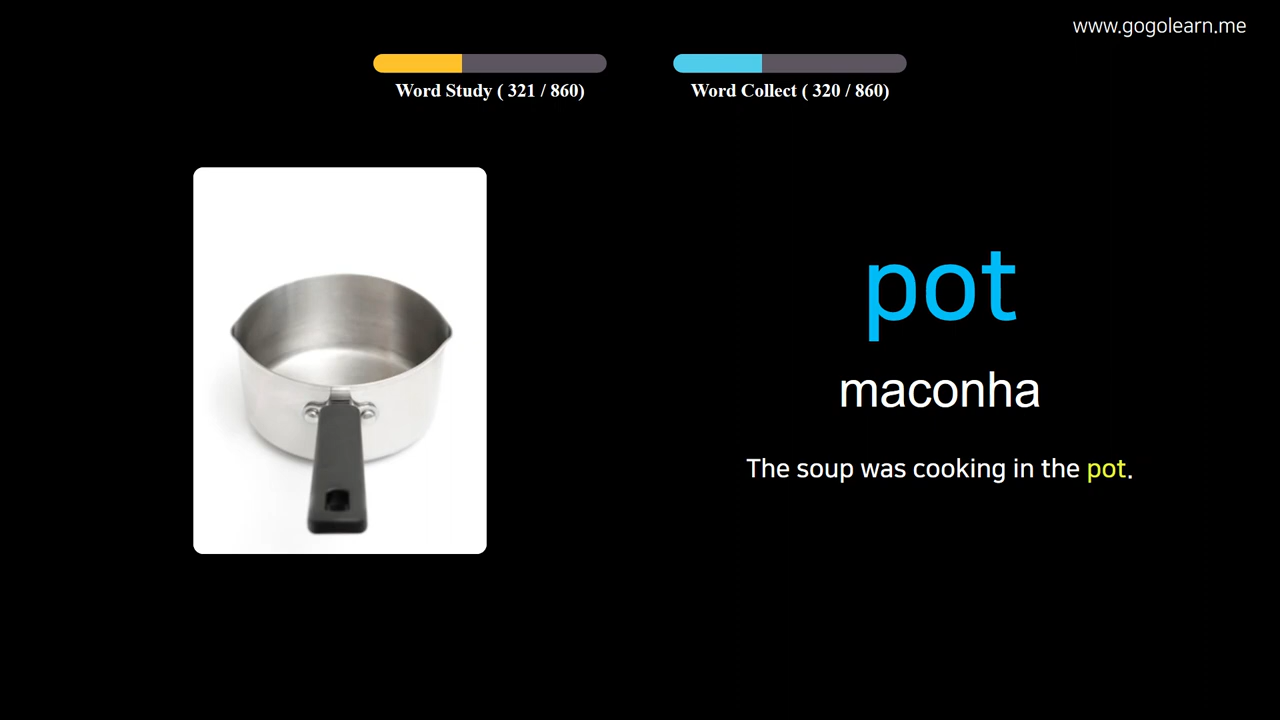 www.gogolearn.me
Word Study ( 321 / 860)
Word Collect ( 320 / 860)
pot
maconha
The soup was cooking in the pot.